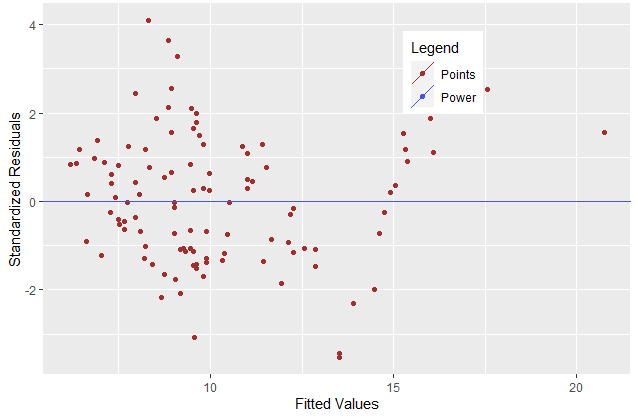 Legend
Points
Power
4
2
0
-2
Standardized Residuals
10
15
20
Fitted Values